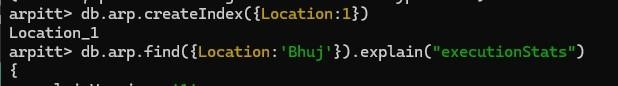 arpitt> db.arp.createIndex({Location:1})
Location_1
arpitt> db.arp.find({Location:'Bhuj'}).explain("executionStats")
{